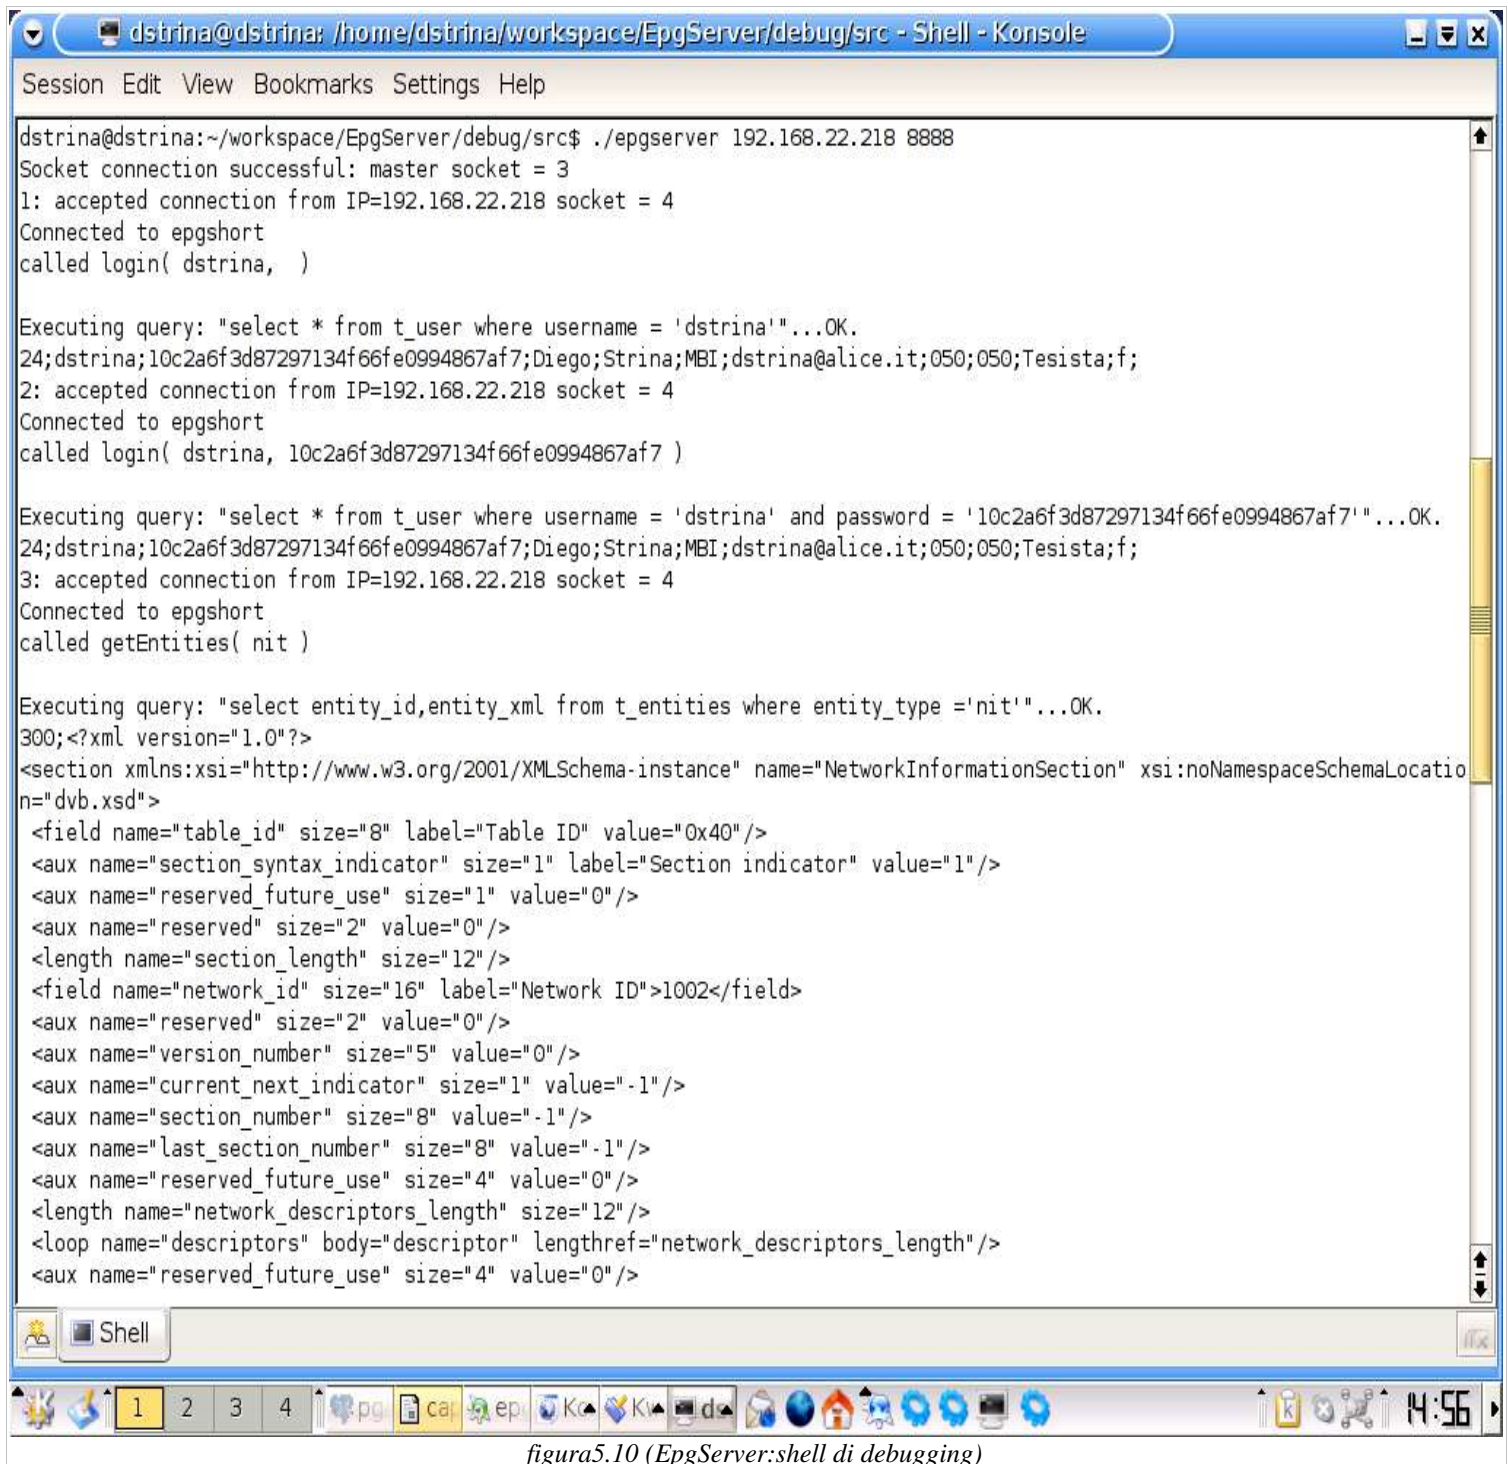 dstrina@dstrina: /home/dstrina/workspace/EpgServer/debug/src - Shell - Konsole
Session Edit View Bookmarks Settings Help
dstrina@dstrina:~/workspace/EpgServer/debug/src$ ./epgserver 192.168.22.218 8888
Socket connection successful: master socket = 3
1: accepted connection from IP=192.168.22.218 socket = 4
Connected to epgshort
called login( dstrina,  )
Executing query: "select * from t_user where username = 'dstrina'"...OK.
24;dstrina;10c2a6f3d87297134f66fe0994867af7;Diego;Strina;MBI;dstrina@alice.it;050;050;Tesista;f;
2: accepted connection from IP=192.168.22.218 socket = 4
Connected to epgshort
called login( dstrina, 10c2a6f3d87297134f66fe0994867af7 )
Executing query: "select * from t_user where username = 'dstrina' and password = '10c2a6f3d87297134f66fe0994867af7'"...OK.
24;dstrina;10c2a6f3d87297134f66fe0994867af7;Diego;Strina;MBI;dstrina@alice.it;050;050;Tesista;f;
3: accepted connection from IP=192.168.22.218 socket = 4
Connected to epgshort
called getEntities( nit )
Executing query: "select entity_id,entity_xml from t_entities where entity_type ='nit'"...OK.
300;<?xml version="1.0"?>
<section xmlns:xsi="http://www.w3.org/2001/XMLSchema-instance" name="NetworkInformationSection" xsi:noNamespaceSchemaLocatio
n="dvb.xsd">
<field name="table_id" size="8" label="Table ID" value="0x40"/>
<aux name="section_syntax_indicator" size="1" label="Section indicator" value="1"/>
<aux name="reserved_future_use" size="1" value="0"/>
<aux name="reserved" size="2" value="0"/>
<length name="section_length" size="12"/>
<field name="network_id" size="16" label="Network ID">1002</field>
<aux name="reserved" size="2" value="0"/>
<aux name="version_number" size="5" value="0"/>
<aux name="current_next_indicator" size="1" value="-1"/>
<aux name="section_number" size="8" value="-1"/>
<aux name="last_section_number" size="8" value="-1"/>
<aux name="reserved_future_use" size="4" value="0"/>
<length name="network_descriptors_length" size="12"/>
<loop name="descriptors" body="descriptor" lengthref="network_descriptors_length"/>
<aux name="reserved_future_use" size="4" value="0"/>
Shell
1 2 3 4 pg cap ep Ko Kw ds 14:56
figura5.10 (EpgServer:shell di debugging)